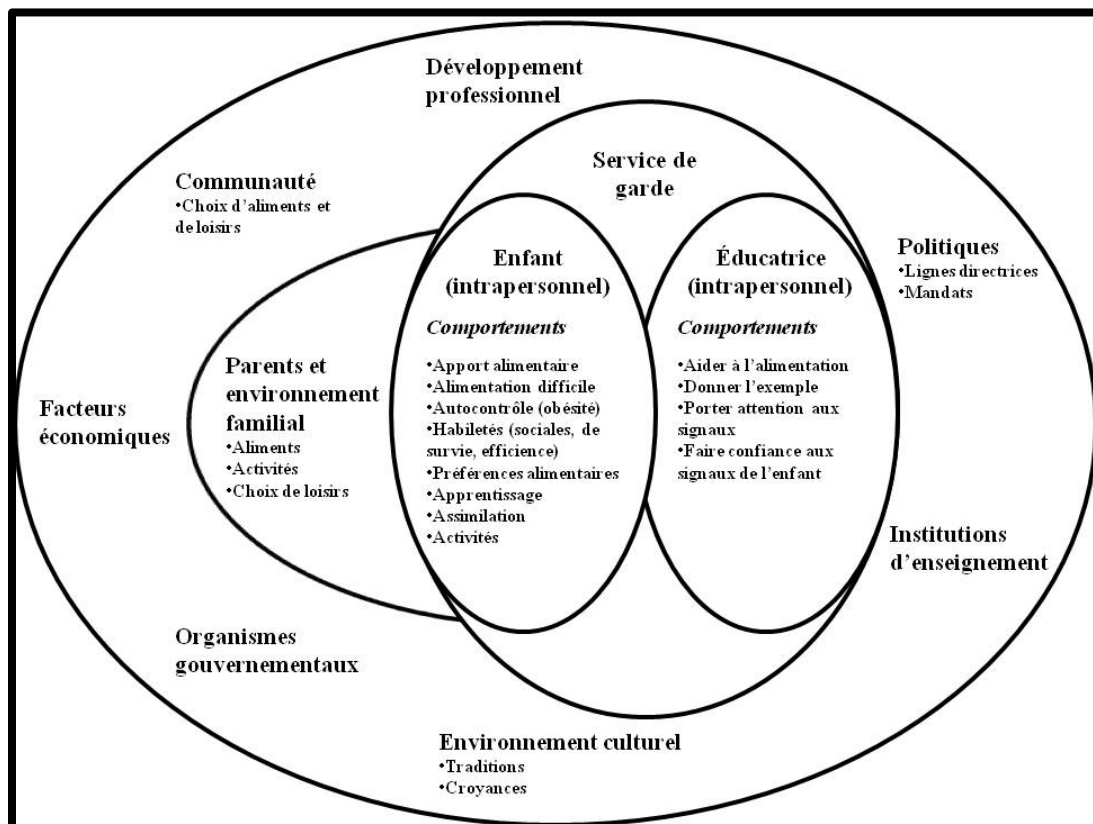 Développement
professionnel
Service de
garde
Communauté
•Choix d'aliments et
de loisirs
Politiques
•Lignes directrices
•Mandats
Enfant
(intrapersonnel)
Comportements
•Apport alimentaire
•Alimentation difficile
•Autocontrôle (obésité)
•Habiletés (sociales, de
survie, efficience)
•Préférences alimentaires
•Apprentissage
•Assimilation
•Activités
Éducatrice
(intrapersonnel)
Comportements
•Aider à l'alimentation
•Donner l'exemple
•Porter attention aux
signaux
•Faire confiance aux
signaux de l'enfant
Parents et
environnement
familial
•Aliments
•Activités
•Choix de loisirs
Facteurs
économiques
Institutions
d'enseignement
Organismes
gouvernementaux
Environnement culturel
•Traditions
•Croyances